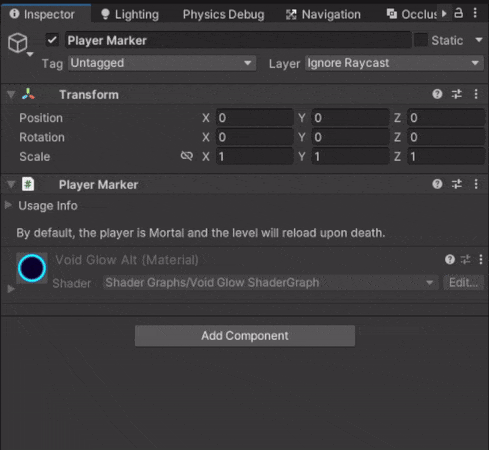 Inspector Lighting Physics Debug Navigation
Player Marker Static
Tag Untagged Layer Ignore Raycast
Transform
Position X 0 Y 0 Z 0
Rotation X 0 Y 0 Z 0
Scale X 1 Y 1 Z 1
# Player Marker
Usage Info
By default, the player is Mortal and the level will reload upon death.
Void Glow Alt (Material)
Shader Shader Graphs/Void Glow ShaderGraph Edit...
Add Component